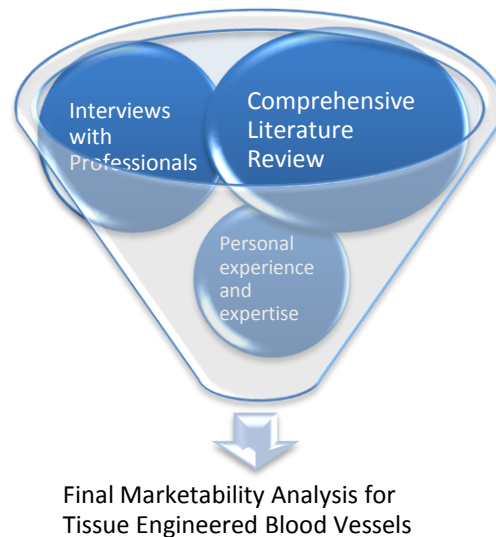 Interviews
with
Professionals
Comprehensive
Literature
Review
Personal
experience
and
expertise
Final Marketability Analysis for
Tissue Engineered Blood Vessels